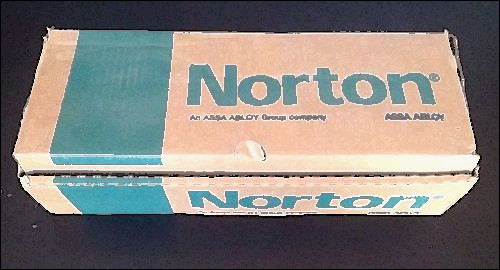 Norton®
An ASSA ABLOY Group company
ASSA ABLOY
Norton